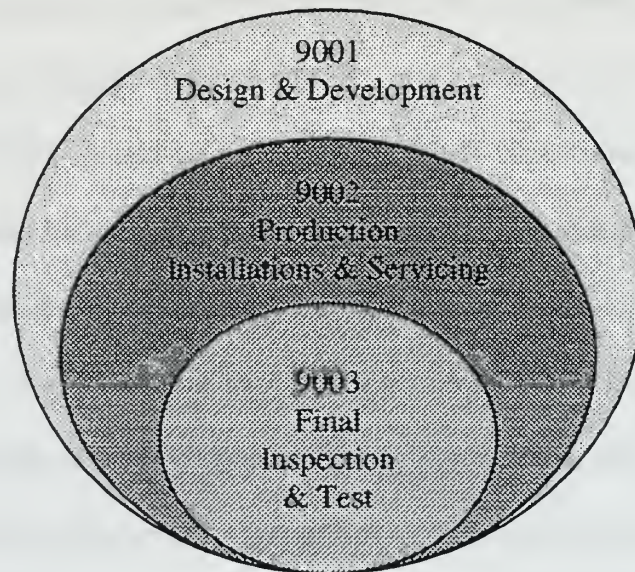 9001
Design & Development
9002
Production
Installations & Servicing
9003
Final
Inspection
& Test